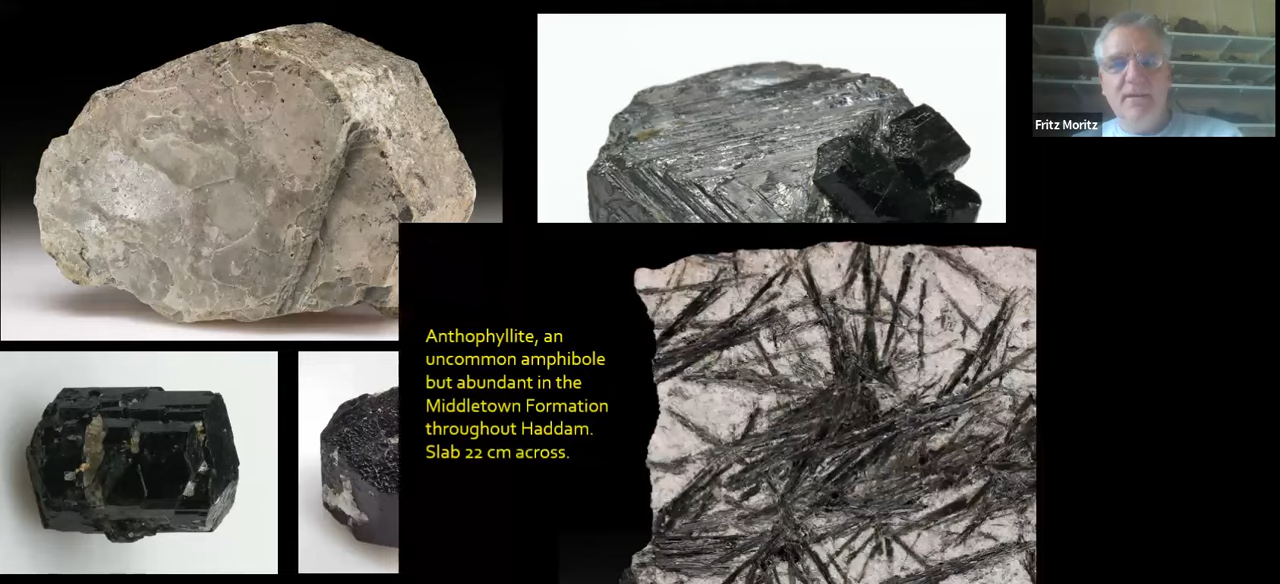 Fritz Moritz
Anthophyllite, an
uncommon amphibole
but abundant in the
Middletown Formation
throughout Haddam.
Slab 22 cm across.